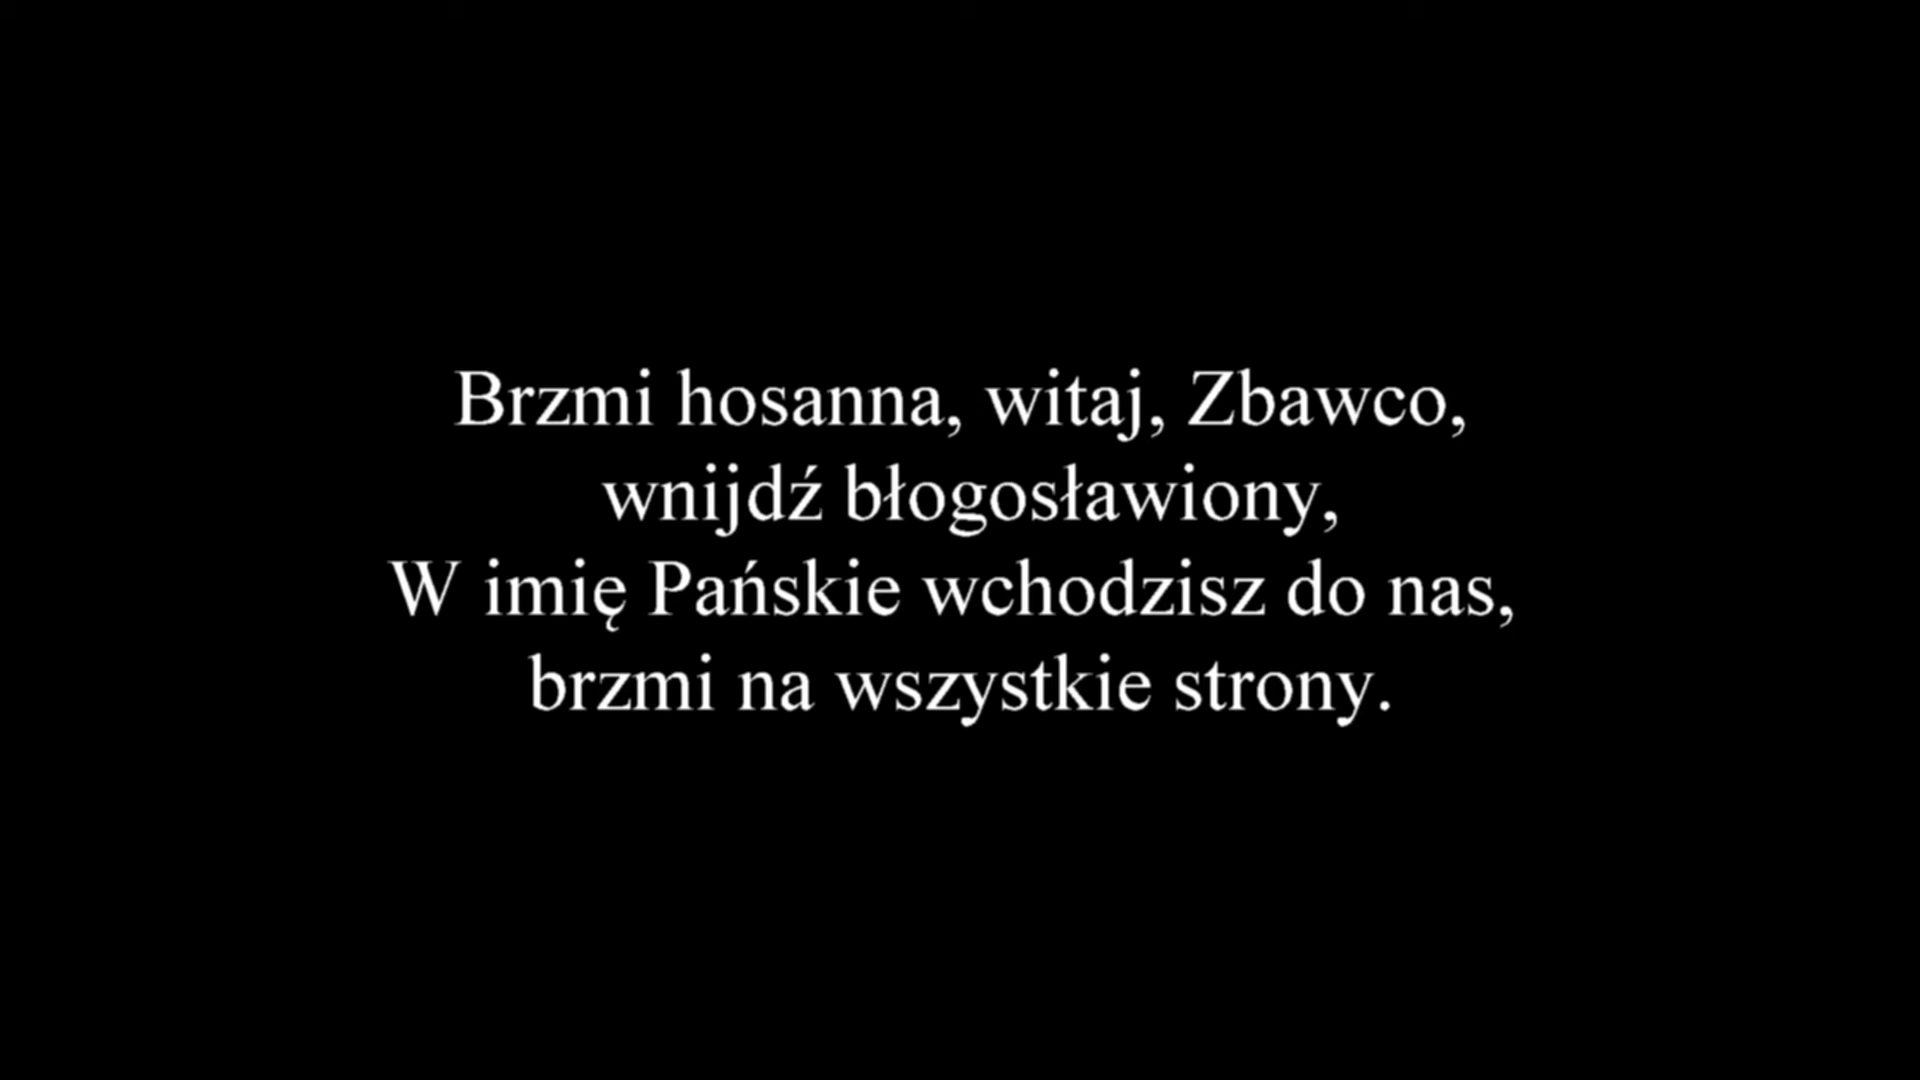 Brzmi hosanna, witaj, Zbawco,
wnijdź błogosławiony,
W imię Pańskie wchodzisz do nas,
brzmi na wszystkie strony.